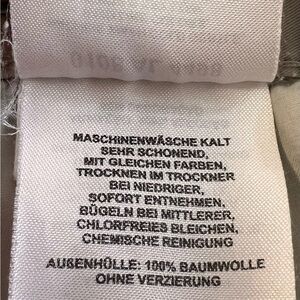 MASCHINENWÄSCHE KALT
SEHR SCHONEND,
MIT GLEICHEN FARBEN,
TROCKNEN IM TROCKNER
BEI NIEDRIGER,
SOFORT ENTNEHMEN,
BÜGELN BEI MITTLERER,
CHLORFREIES BLEICHEN,
CHEMISCHE REINIGUNG
AUßENHÜLLE: 100% BAUMWOLLE
OHNE VERZIERUNG